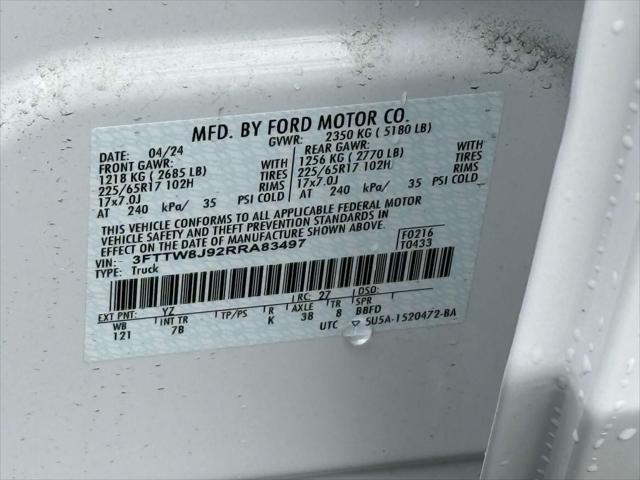 MFD. BY FORD MOTOR CO.
DATE: 04/24 GVWR: 2350 KG ( 5180 LB)
FRONT GAWR: WITH REAR GAWR: WITH
1218 KG ( 2685 LB) TIRES 1256 KG ( 2770 LB) TIRES
225/65R17 102H RIMS 225/65R17 102H RIMS
17x7.0J 17x7.0J
AT 240 kPa/ 35 PSI COLD AT 240 kPa/ 35 PSI COLD
THIS VEHICLE CONFORMS TO ALL APPLICABLE FEDERAL MOTOR
VEHICLE SAFETY AND THEFT PREVENTION STANDARDS IN
EFFECT ON THE DATE OF MANUFACTURE SHOWN ABOVE.
VIN: 3FTTW8J92RRA83497 F0216
TYPE: Truck T0433
EXT PNT: YZ RC: 27 DSO:
WB INT TR TP/PS R AXLE TR SPR
121 7B K 3B 8 BBFD
UTC ▽ 5U5A-1520472-BA